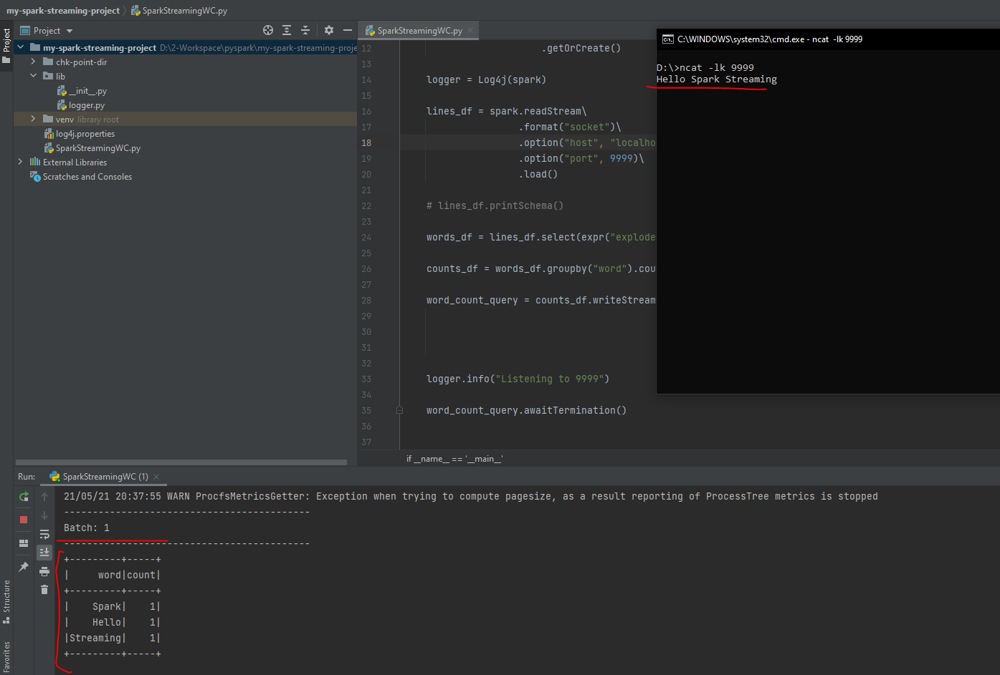 my-spark-streaming-project
SparkStreamingWC.py
Project
Project
my-spark-streaming-project D:\2-Workspace\pyspark\my-spark-streaming-proje
chk-point-dir
lib
__init__.py
logger.py
venv library root
log4j.properties
SparkStreamingWC.py
External Libraries
Scratches and Consoles
SparkStreamingWC.py
12 .getOrCreate()
13
14 logger = Log4j(spark)
15
16 lines_df = spark.readStream\
17 .format("socket")\
18 .option("host", "localho
19 .option("port", 9999)\
20 .load()
21
22 # lines_df.printSchema()
23
24 words_df = lines_df.select(expr("explode
25
26 counts_df = words_df.groupby("word").cou
27
28 word_count_query = counts_df.writeStream
29
30
31
32
33 logger.info("Listening to 9999")
34
35 word_count_query.awaitTermination()
36
37
if __name__ == '__main__'
C:\WINDOWS\system32\cmd.exe - ncat -lk 9999
D:\>ncat -lk 9999
Hello Spark Streaming
Run:
SparkStreamingWC (1)
21/05/21 20:37:55 WARN ProcfsMetricsGetter: Exception when trying to compute pagesize, as a result reporting of ProcessTree metrics is stopped
-------------------------------------------
Batch: 1
-------------------------------------------
+---------+-----+
|     word|count|
+---------+-----+
|    Spark|    1|
|    Hello|    1|
|Streaming|    1|
+---------+-----+
Structure
Favorites